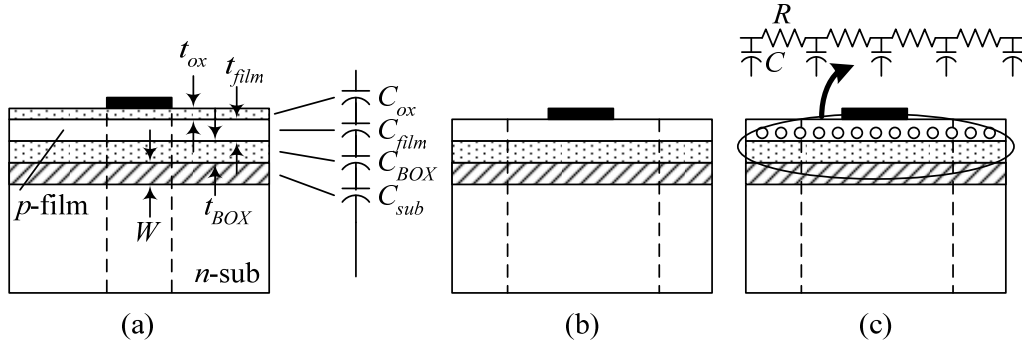 t_ox
t_film
C_ox
C_film
C_BOX
C_sub
p-film
W
t_BOX
n-sub
(a)
(b)
R
C
(c)